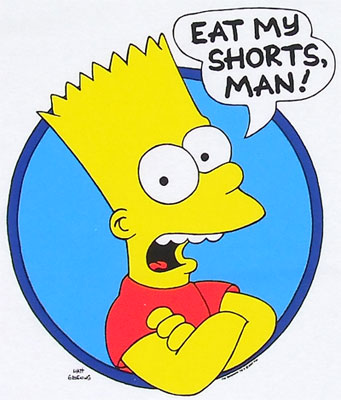 EAT MY
SHORTS,
MAN!
MATT
GROENING